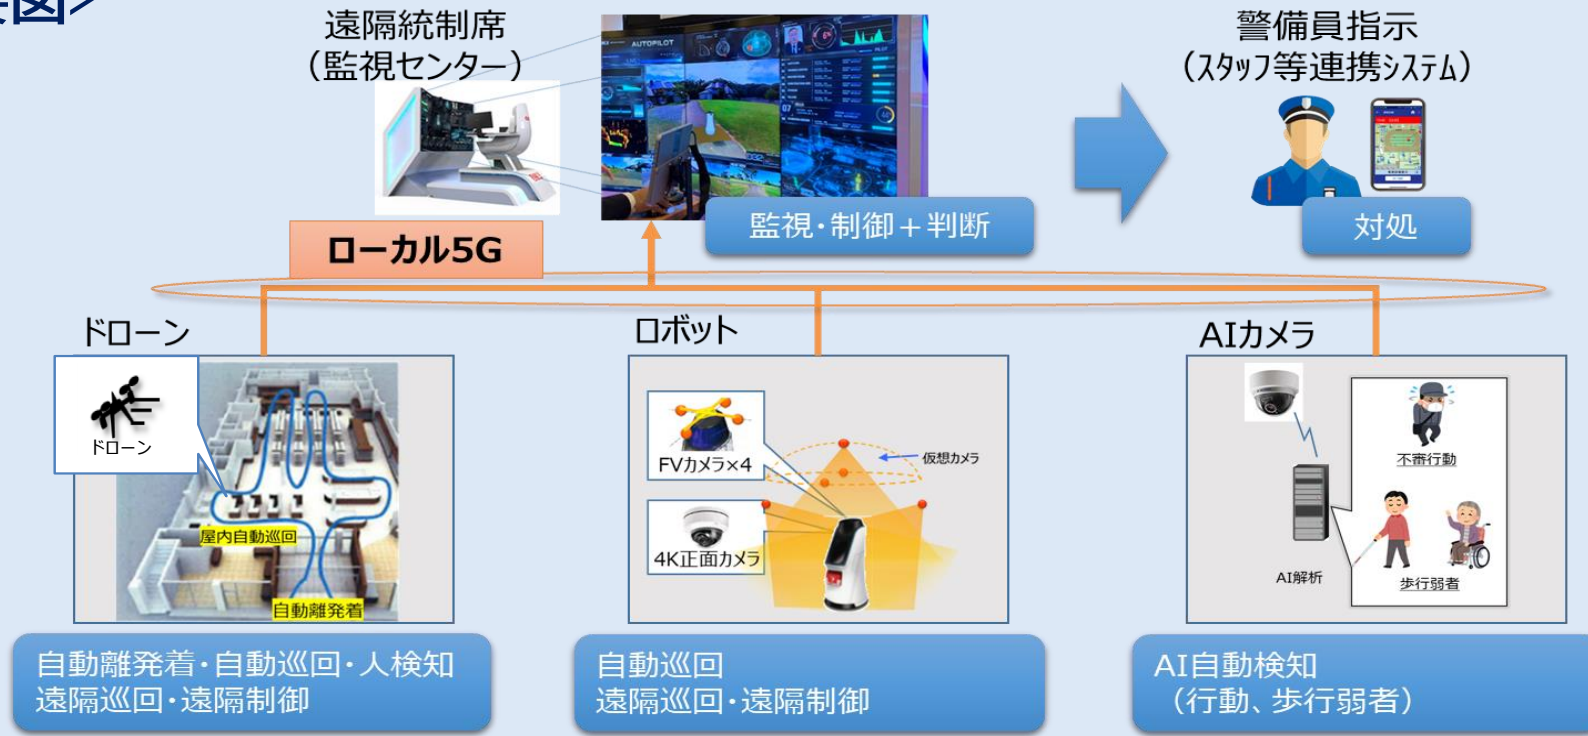 図>
遠隔統制席
（監視センター）
AUTOPILOT
警備員指示
（スタッフ等連携システム）
監視･制御＋判断
対処
ローカル5G
ドローン
ロボット
AIカメラ
ドローン
屋内自動巡回
自動離発着
FVカメラ×4
仮想カメラ
4K正面カメラ
不審行動
AI解析
歩行弱者
自動離発着･自動巡回･人検知
遠隔巡回･遠隔制御
自動巡回
遠隔巡回･遠隔制御
AI自動検知
（行動、歩行弱者）